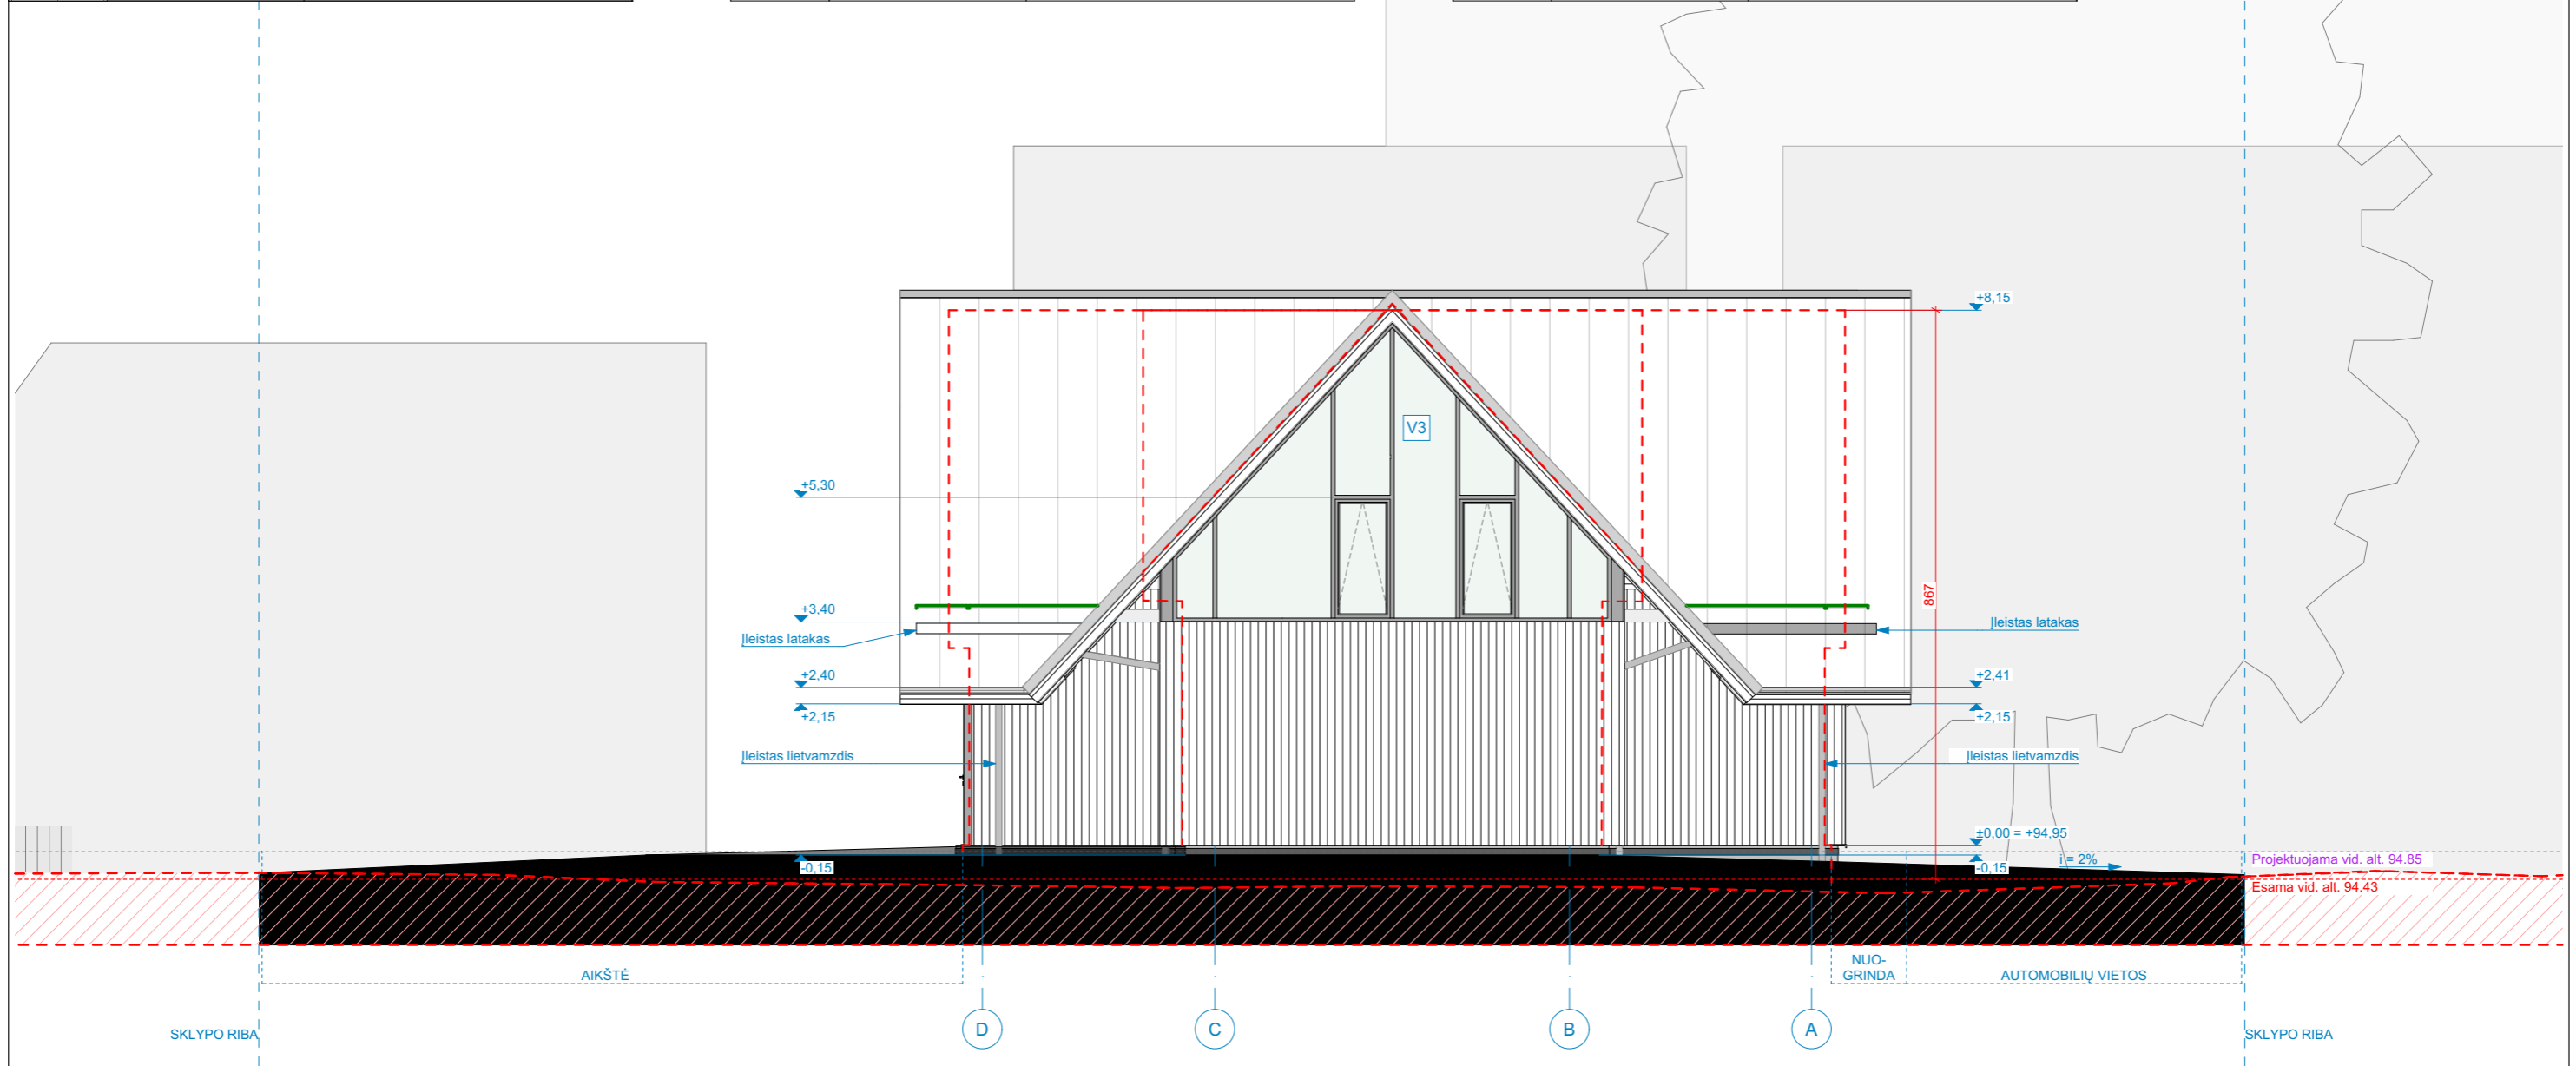 +8,15
V3
+5,30
867
+3,40
Įleistas latakas
Įleistas latakas
+2,40
+2,41
+2,15
+2,15
Įleistas lietvamzdis
Įleistas lietvamzdis
±0,00 = +94,95
-0,15
-0,15
i = 2%
Projektuojama vid. alt. 94.85
Esama vid. alt. 94.43
AIKŠTĖ
NUO-
GRINDA
AUTOMOBILIŲ VIETOS
SKLYPO RIBA
D
C
B
A
SKLYPO RIBA